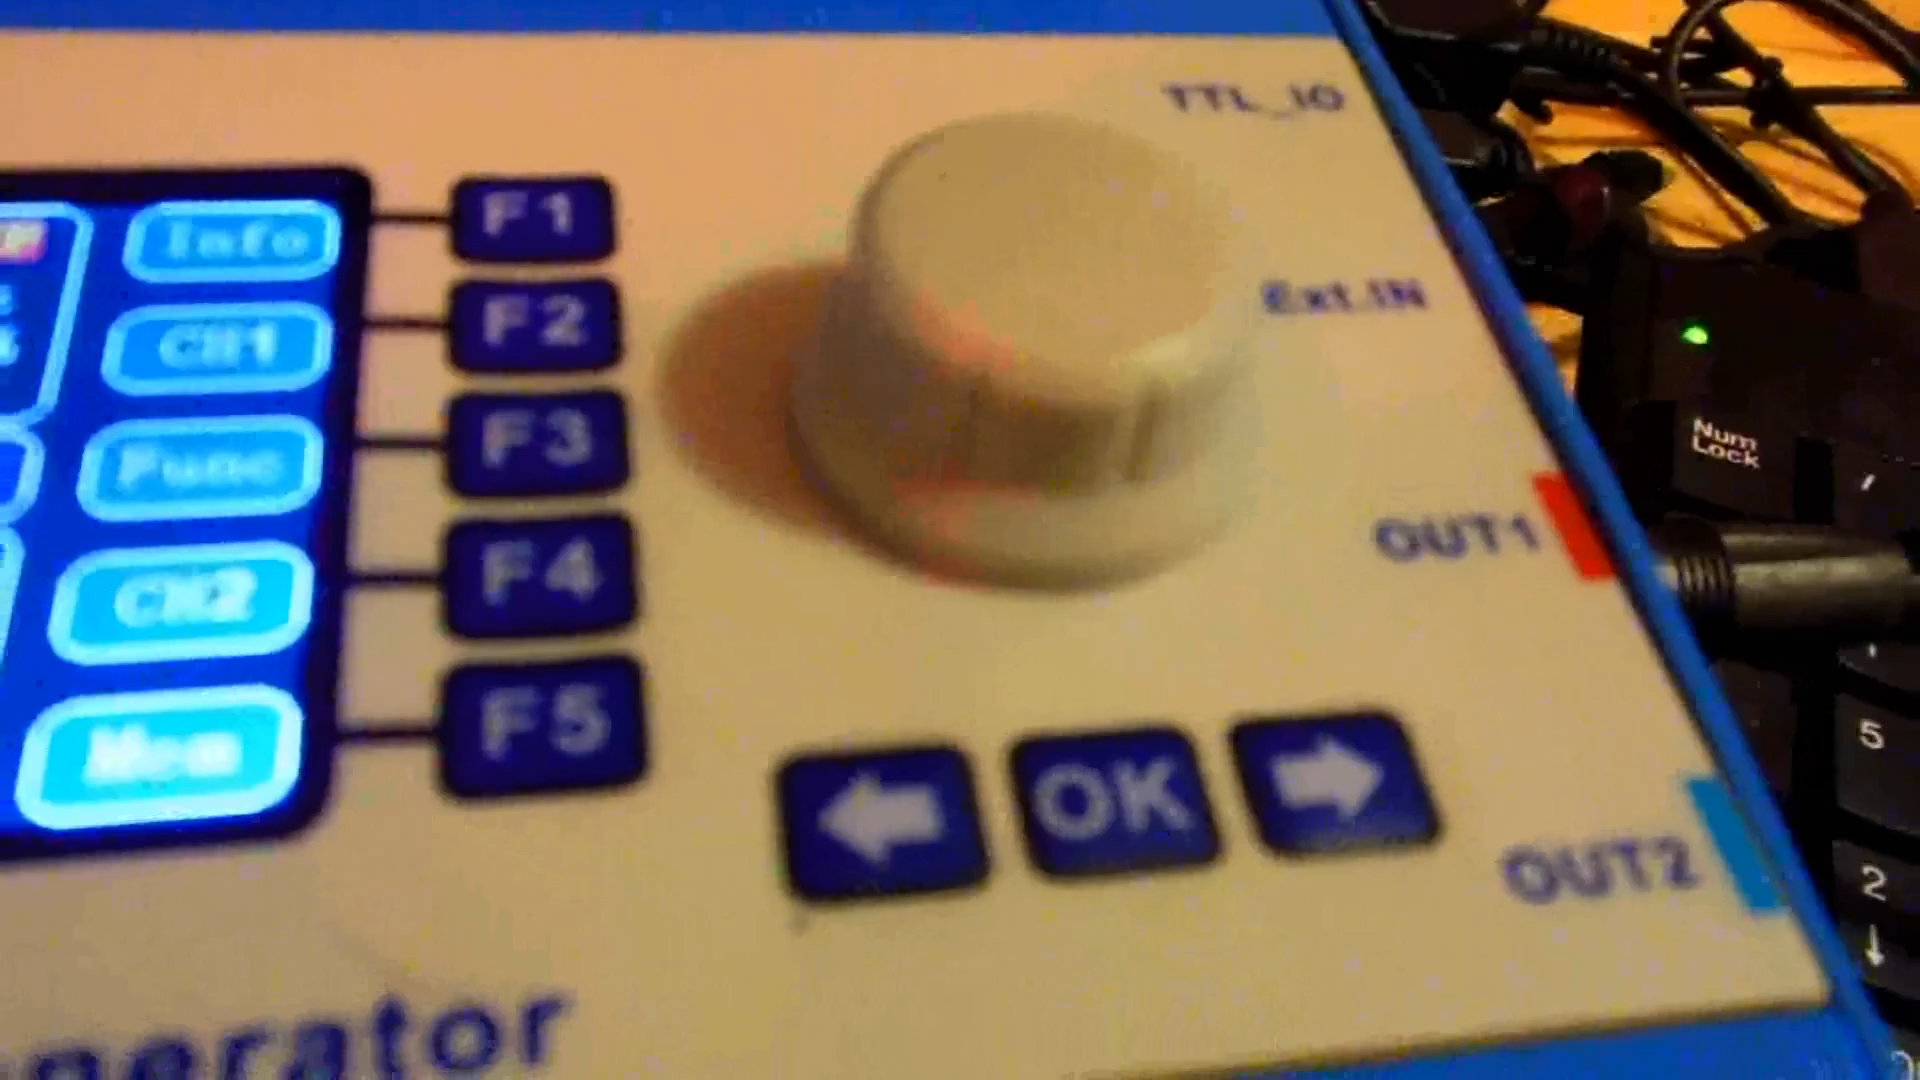 TTL_IO
Info
F1
Ext.IN
CH1
F2
Func
F3
Num
Lock
OUT1
CH2
F4
5
F5
OK
OUT2
2
nerator